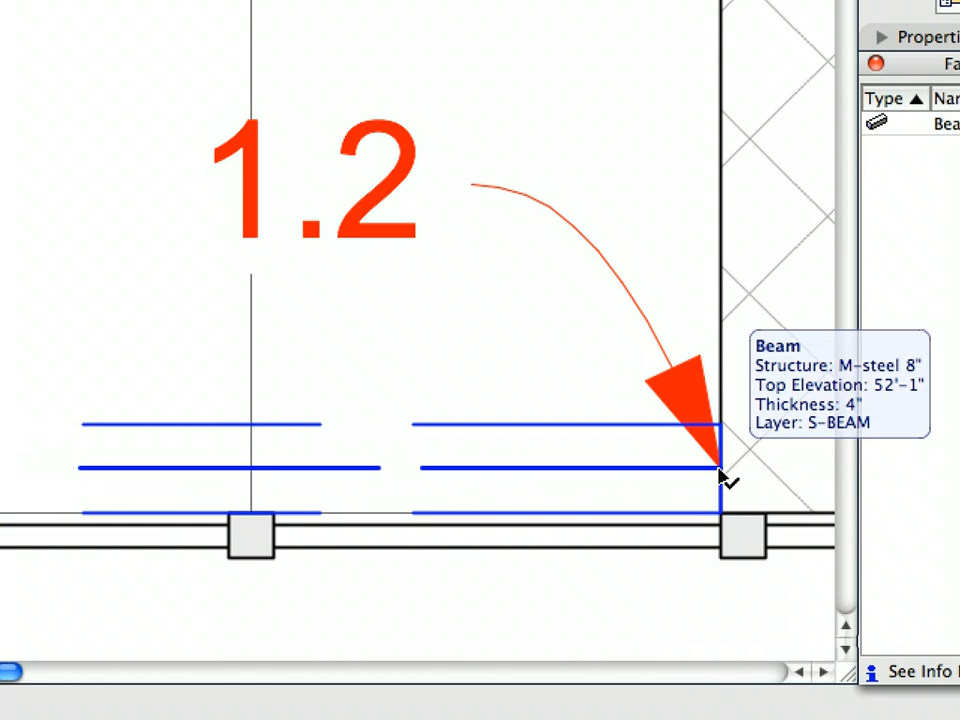 Properti
Fa
Type ▲ Nar
Bea
1.2
Beam
Structure: M-steel 8"
Top Elevation: 52'-1"
Thickness: 4"
Layer: S-BEAM
See Info